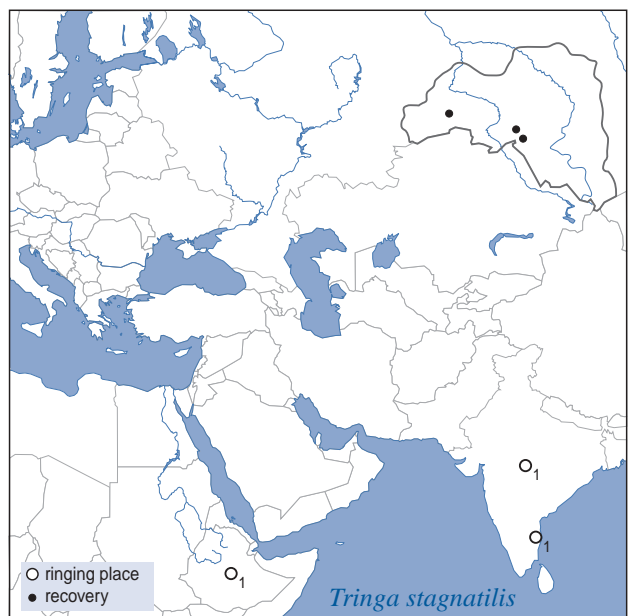 1
1
1
ringing place
recovery
Tringa stagnatilis